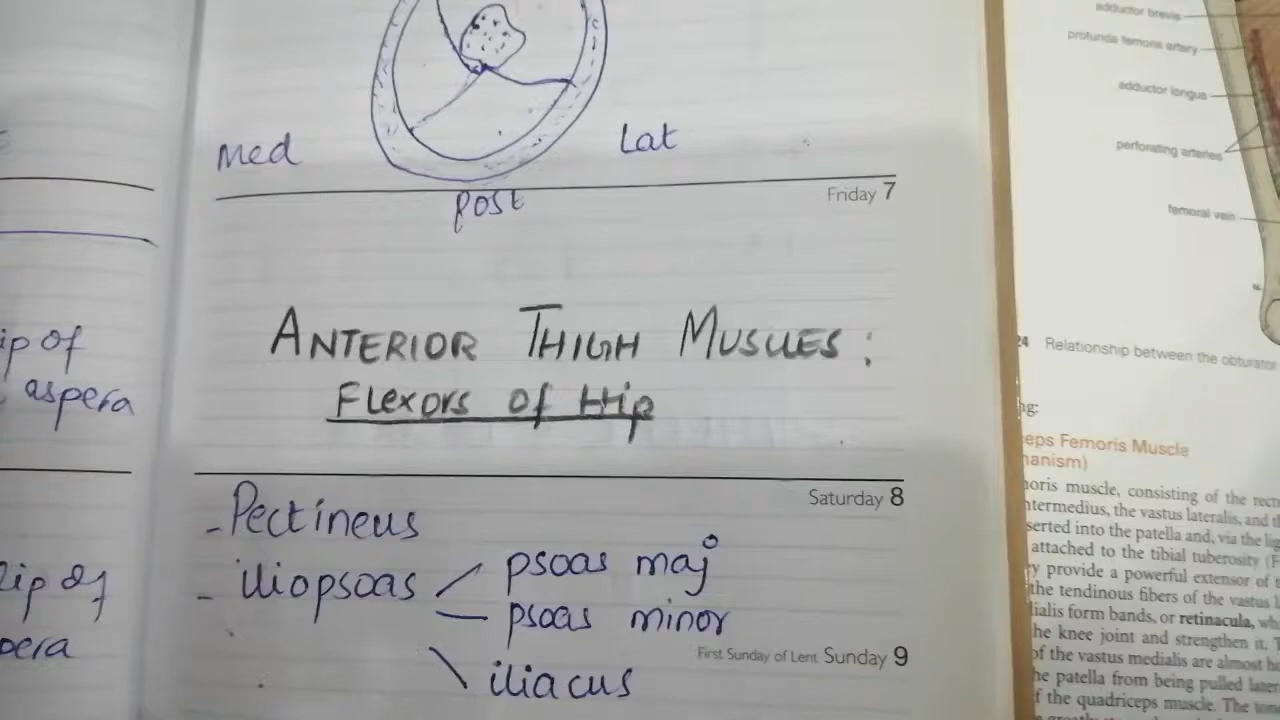 Med
Lat
post
Friday 7
ip of
aspera
ANTERIOR THIGH MUSCLES:
Flexors of Hip
Saturday 8
- Pectineus
- iliopsoas
psoas maj
psoas minor
iliacus
First Sunday of Lent Sunday 9
lip of
pera
adductor brevis
profunda femoris artery
adductor longus
perforating arteries
femoral vein
24 Relationship between the obturator
ng:
eps Femoris Muscle
hanism)
noris muscle, consisting of the rect
ntermedius, the vastus lateralis, and th
serted into the patella and, via the lig
attached to the tibial tuberosity (F
ry provide a powerful extensor of t
the tendinous fibers of the vastus
ialis form bands, or retinacula, wh
he knee joint and strengthen it.
of the vastus medialis are almost
he patella from being pulled later
f the quadriceps muscle. The